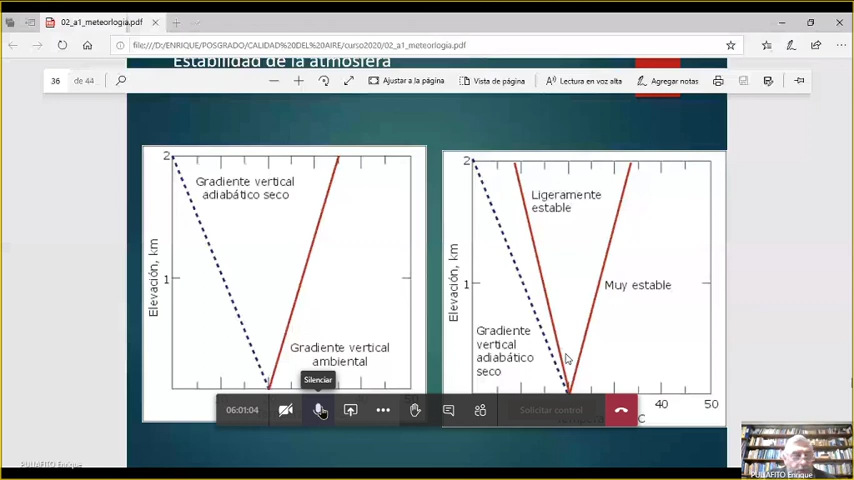 02_a1_meteorlogia.pdf
file:///D:/ENRIQUE/POSGRADO/CALIDAD%20DEL%20AIRE/curso2020/02_a1_meteorlogia.pdf
Estabilidad de la atmósfera
36
de 44
Ajustar a la página
Vista de página
Lectura en voz alta
Agregar notas
2
Gradiente vertical
adiabático seco
Elevación, km
1
Gradiente vertical
ambiental
2
Ligeramente
estable
Elevación, km
1
Muy estable
Gradiente
vertical
adiabático
seco
40
50
C
Silenciar
06:01:04
Solicitar control
PULIAFITO Enrique
PULIAFITO Enrique